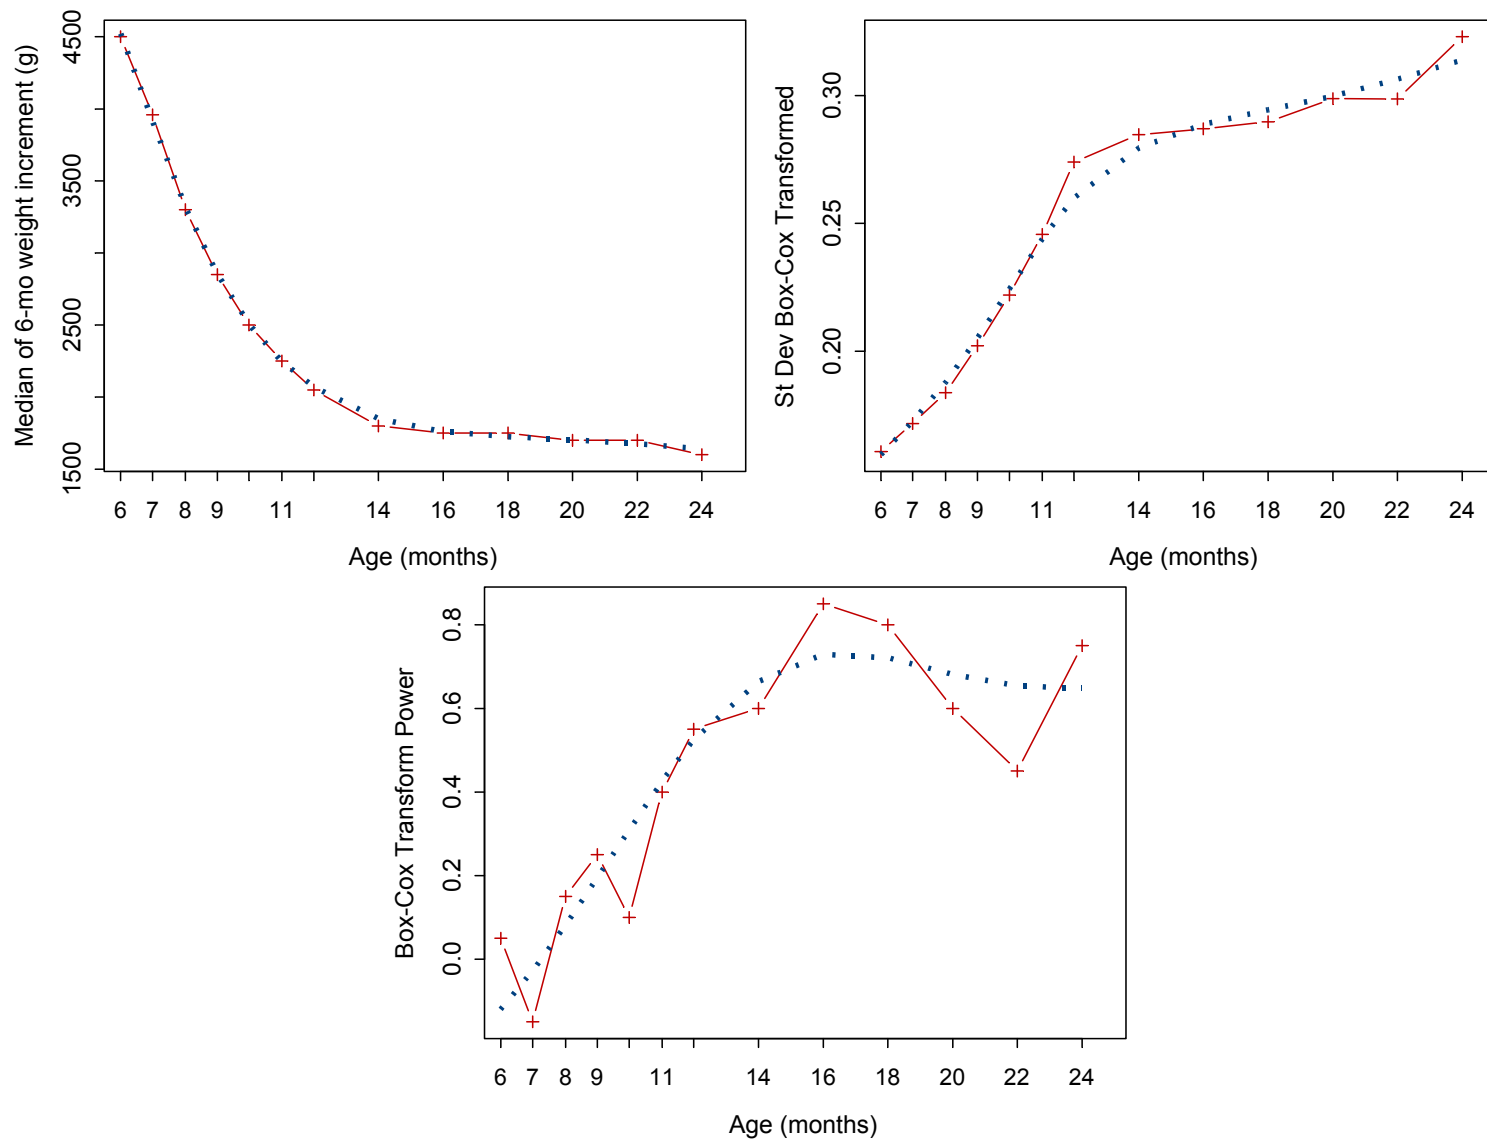 Median of 6-mo weight increment (g)
4500
3500
2500
1500
6 7 8 9 11 14 16 18 20 22 24
Age (months)
St Dev Box-Cox Transformed
0.30
0.25
0.20
6 7 8 9 11 14 16 18 20 22 24
Age (months)
Box-Cox Transform Power
0.8
0.6
0.4
0.2
0.0
6 7 8 9 11 14 16 18 20 22 24
Age (months)